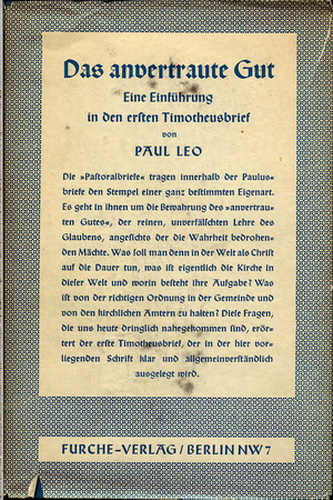 Das anvertraute Gut
Eine Einführung
in den ersten Timotheusbrief
von
PAUL LEO
Die »Pastoralbriefe« tragen innerhalb der Paulus-
briefe den Stempel einer ganz bestimmten Eigenart.
Es geht in ihnen um die Bewahrung des »anvertrau-
ten Gutes«, der reinen, unverfälschten Lehre des
Glaubens, angesichts der die Wahrheit bedrohen-
den Mächte. Was soll man denn in der Welt als Christ
auf die Dauer tun, was ist eigentlich die Kirche in
dieser Welt und worin besteht ihre Aufgabe? Was
ist von der richtigen Ordnung in der Gemeinde und
von den kirchlichen Ämtern zu halten? Diese Fragen,
die uns heute dringlich nahegekommen sind, erör-
tert der erste Timotheusbrief, der in der hier vor-
liegenden Schrift klar und allgemeinverständlich
ausgelegt wird.
FURCHE-VERLAG / BERLIN NW 7